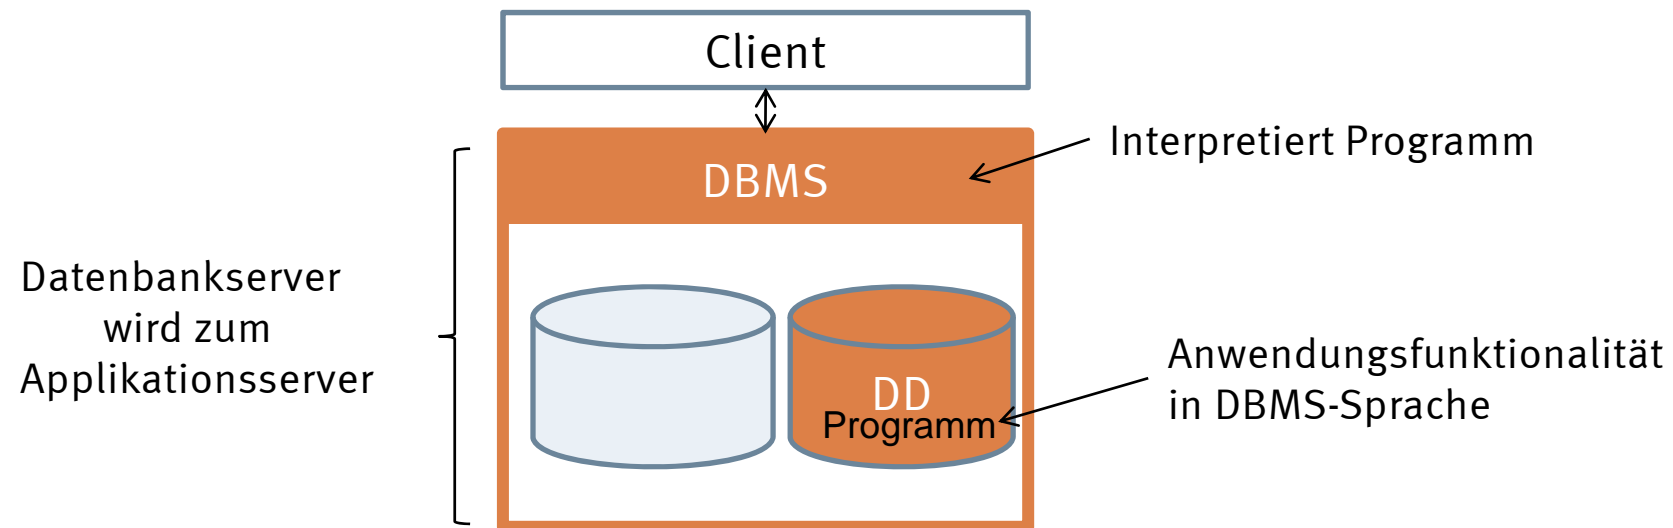 Client
DBMS
Interpretiert Programm
Datenbankserver
wird zum
Applikationsserver
DD
Programm
Anwendungsfunktionalität
in DBMS-Sprache